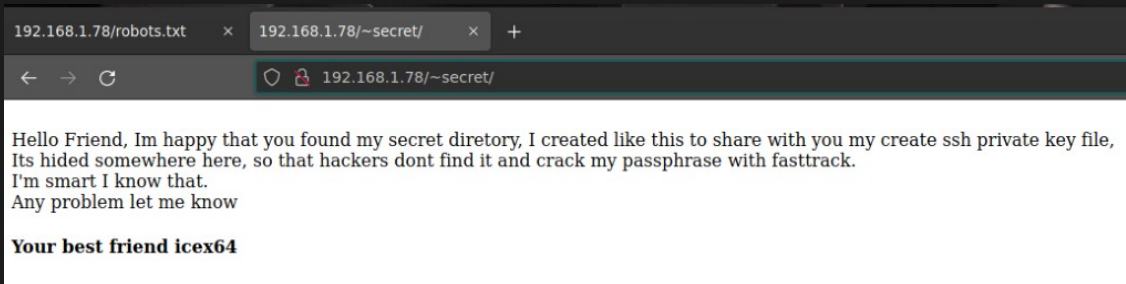 192.168.1.78/robots.txt × 192.168.1.78/~secret/ × +
192.168.1.78/~secret/
Hello Friend, Im happy that you found my secret diretory, I created like this to share with you my create ssh private key file,
Its hided somewhere here, so that hackers dont find it and crack my passphrase with fasttrack.
I'm smart I know that.
Any problem let me know
Your best friend icex64